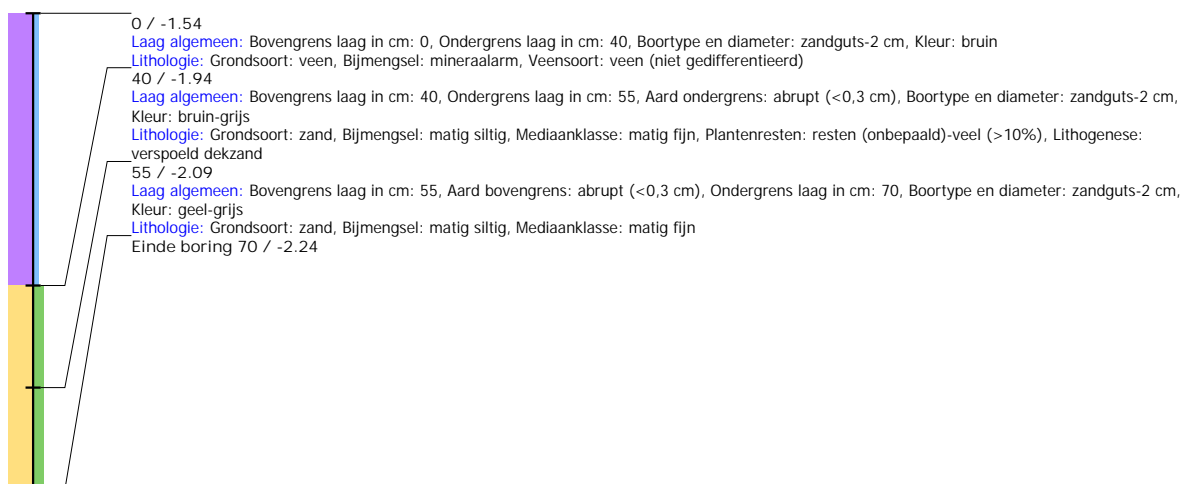 0 / -1.54
Laag algemeen: Bovengrens laag in cm: 0, Ondergrens laag in cm: 40, Boortype en diameter: zandguts-2 cm, Kleur: bruin
Lithologie: Grondsoort: veen, Bijmengsel: mineraalarm, Veensoort: veen (niet gedifferentieerd)
40 / -1.94
Laag algemeen: Bovengrens laag in cm: 40, Ondergrens laag in cm: 55, Aard ondergrens: abrupt (<0,3 cm), Boortype en diameter: zandguts-2 cm,
Kleur: bruin-grijs
Lithologie: Grondsoort: zand, Bijmengsel: matig siltig, Mediaanklasse: matig fijn, Plantenresten: resten (onbepaald)-veel (>10%), Lithogenese:
verspoeld dekzand
55 / -2.09
Laag algemeen: Bovengrens laag in cm: 55, Aard bovengrens: abrupt (<0,3 cm), Ondergrens laag in cm: 70, Boortype en diameter: zandguts-2 cm,
Kleur: geel-grijs
Lithologie: Grondsoort: zand, Bijmengsel: matig siltig, Mediaanklasse: matig fijn
Einde boring 70 / -2.24